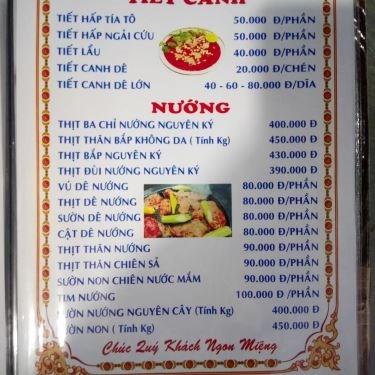 TIẾT CANH
TIẾT HẤP TÍA TÔ 50.000 Đ/PHẦN
TIẾT HẤP NGẢI CỨU 50.000 Đ/PHẦN
TIẾT LẨU 40.000 Đ/PHẦN
TIẾT CANH DÊ 20.000 Đ/CHÉN
TIẾT CANH DÊ LỚN 40 - 60 - 80.000 Đ/DĨA
NƯỚNG
THỊT BA CHỈ NƯỚNG NGUYÊN KÝ 400.000 Đ
THỊT THĂN BẮP KHÔNG DA ( Tính Kg) 450.000 Đ
THỊT BẮP NGUYÊN KÝ 430.000 Đ
THỊT ĐÙI NƯỚNG NGUYÊN KÝ 390.000 Đ
VÚ DÊ NƯỚNG 80.000 Đ/PHẦN
THỊT DÊ NƯỚNG 80.000 Đ/PHẦN
SƯỜN DÊ NƯỚNG 80.000 Đ/PHẦN
CẬT DÊ NƯỚNG 80.000 Đ/PHẦN
THỊT THĂN NƯỚNG 90.000 Đ/PHẦN
THỊT THĂN CHIÊN SẢ 90.000 Đ/PHẦN
SƯỜN NON CHIÊN NƯỚC MẮM 90.000 Đ/PHẦN
TIM NƯỚNG 100.000 Đ/PHẦN
SƯỜN NƯỚNG NGUYÊN CÂY (Tính Kg) 400.000 Đ
SƯỜN NON ( Tính Kg) 450.000 Đ
Chúc Quý Khách Ngon Miệng